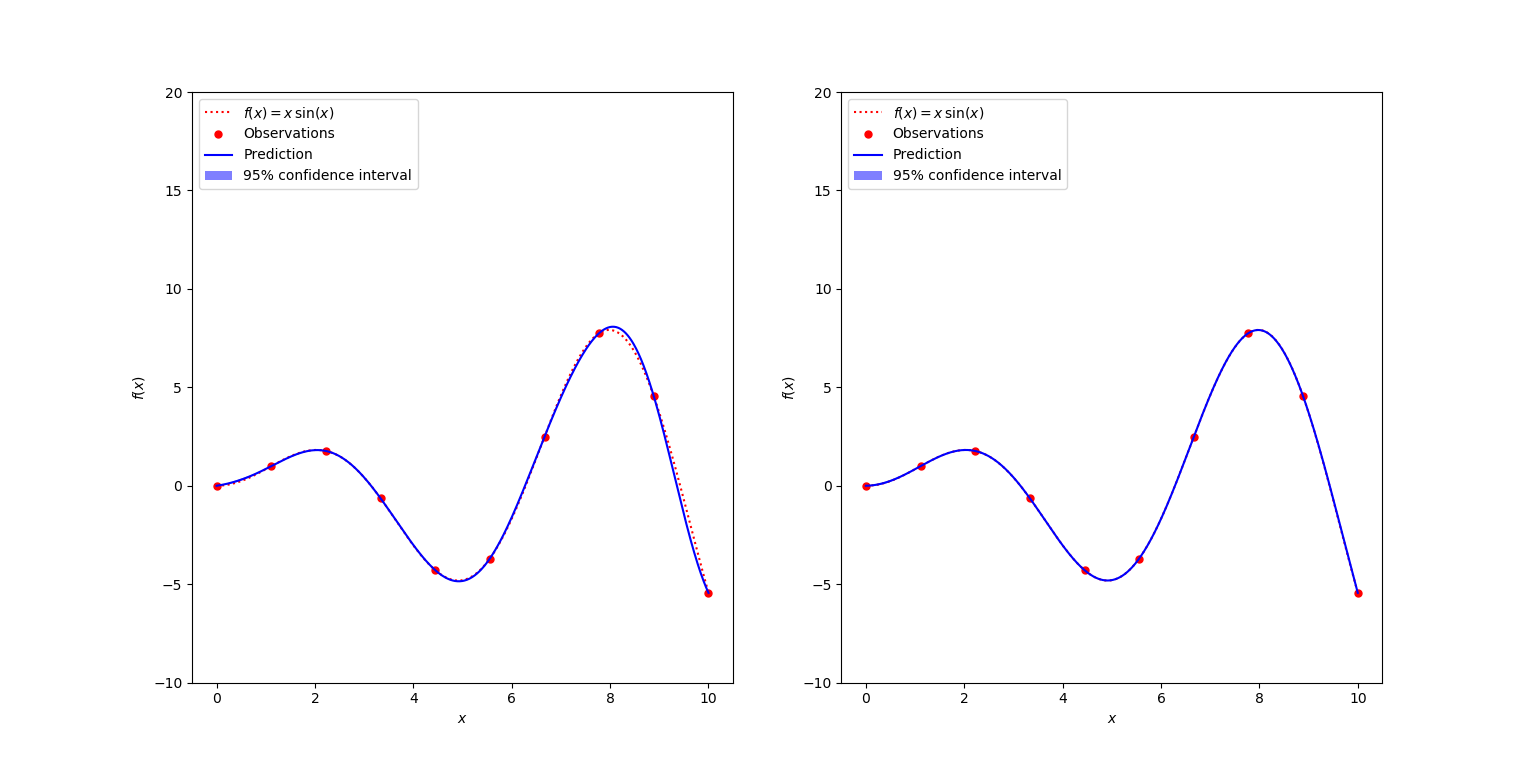 20
15
10
5
0
−5
−10
f(x)
f(x) = x sin(x)
Observations
Prediction
95% confidence interval
0 2 4 6 8 10
x
20
15
10
5
0
−5
−10
f(x)
f(x) = x sin(x)
Observations
Prediction
95% confidence interval
0 2 4 6 8 10
x